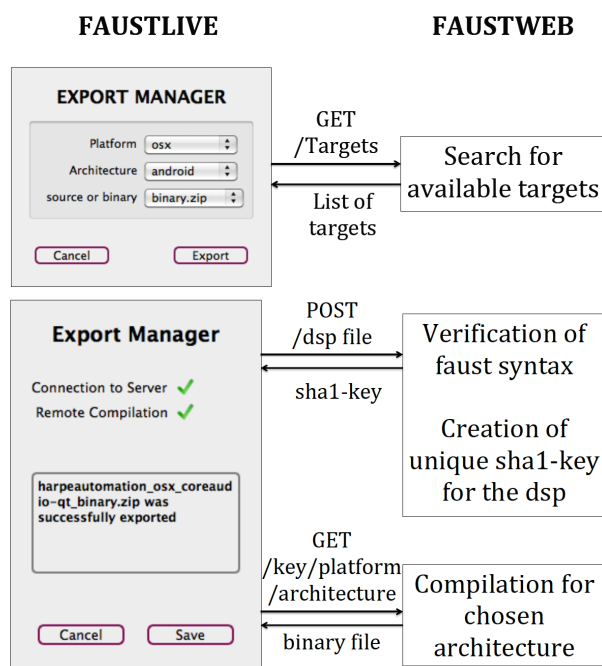 FAUSTLIVE
FAUSTWEB
EXPORT MANAGER
Platform osx
Architecture android
source or binary binary.zip
Cancel Export
GET
/Targets
List of
targets
Search for
available targets
Export Manager
Connection to Server
Remote Compilation
harpeautomation_osx_coreaud
io-qt_binary.zip was
successfully exported
Cancel Save
POST
/dsp file
sha1-key
Verification of
faust syntax
Creation of
unique sha1-key
for the dsp
GET
/key/platform
/architecture
binary file
Compilation for
chosen
architecture